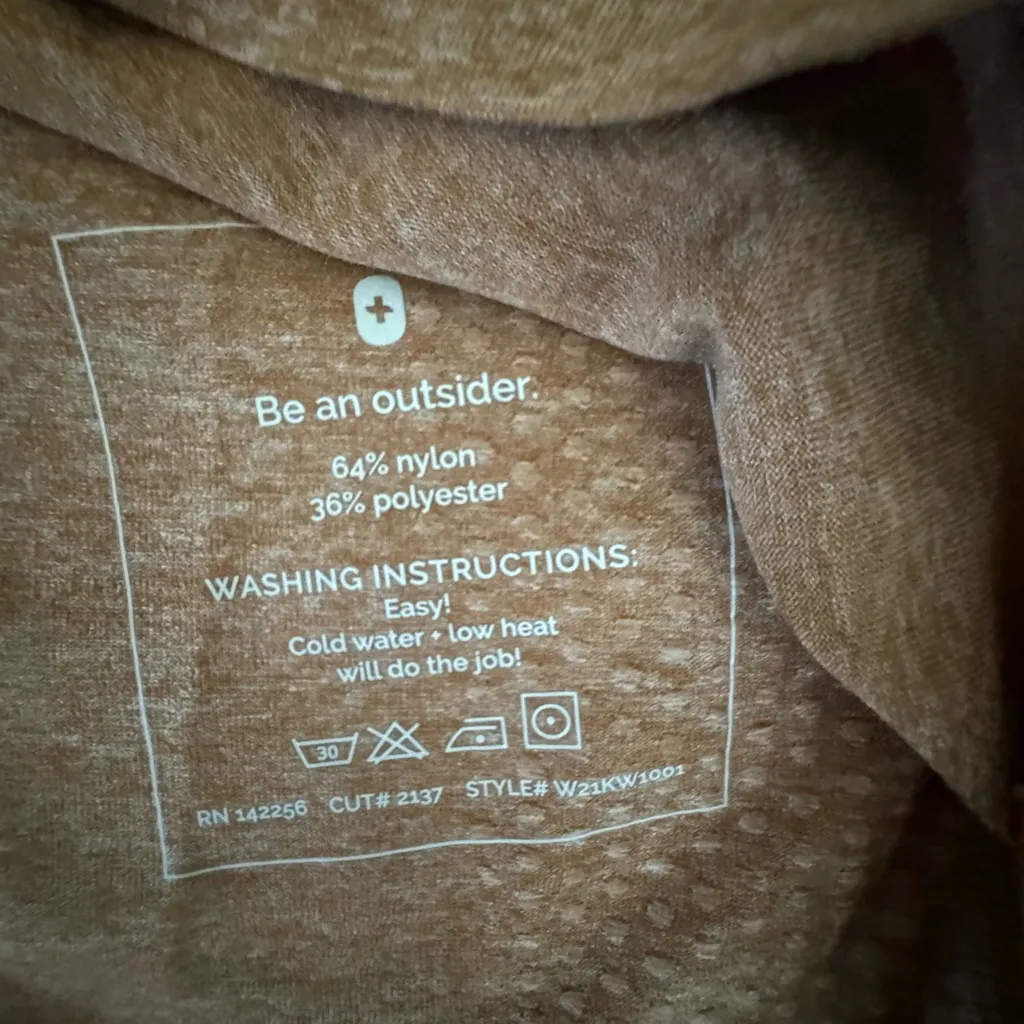 Be an outsider.
64% nylon
36% polyester
WASHING INSTRUCTIONS:
Easy!
Cold water + low heat
will do the job!
30
RN 142256 CUT# 2137 STYLE# W21KW1001